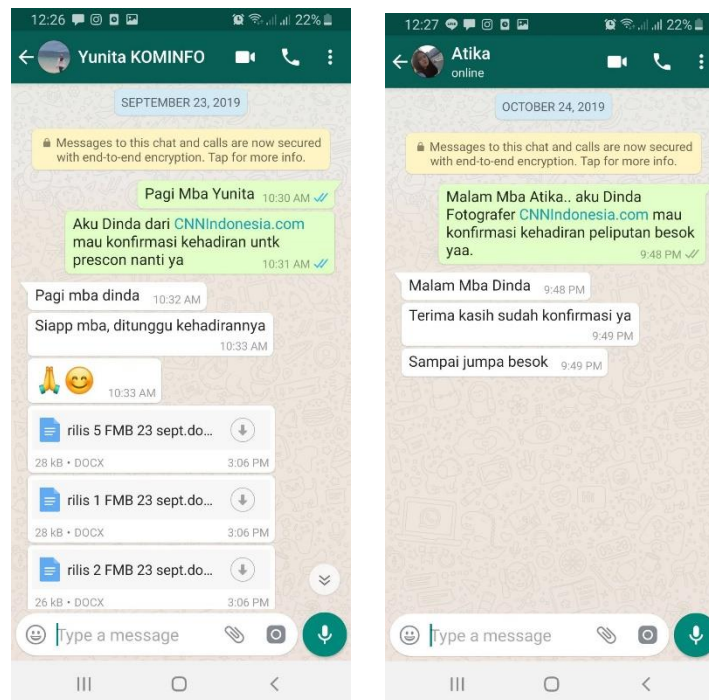 12:26 22%
Yunita KOMINFO
SEPTEMBER 23, 2019
Messages to this chat and calls are now secured
with end-to-end encryption. Tap for more info.
Pagi Mba Yunita 10:30 AM
Aku Dinda dari CNNIndonesia.com
mau konfirmasi kehadiran untk
prescon nanti ya 10:31 AM
Pagi mba dinda 10:32 AM
Siapp mba, ditunggu kehadirannya
10:33 AM
10:33 AM
rilis 5 FMB 23 sept.do...
28 kB • DOCX 3:06 PM
rilis 1 FMB 23 sept.do...
28 kB • DOCX 3:06 PM
rilis 2 FMB 23 sept.do...
26 kB • DOCX 3:06 PM
Type a message
12:27 22%
Atika
online
OCTOBER 24, 2019
Messages to this chat and calls are now secured
with end-to-end encryption. Tap for more info.
Malam Mba Atika.. aku Dinda
Fotografer CNNIndonesia.com mau
konfirmasi kehadiran peliputan besok
yaa. 9:48 PM
Malam Mba Dinda 9:48 PM
Terima kasih sudah konfirmasi ya
9:49 PM
Sampai jumpa besok 9:49 PM
Type a message